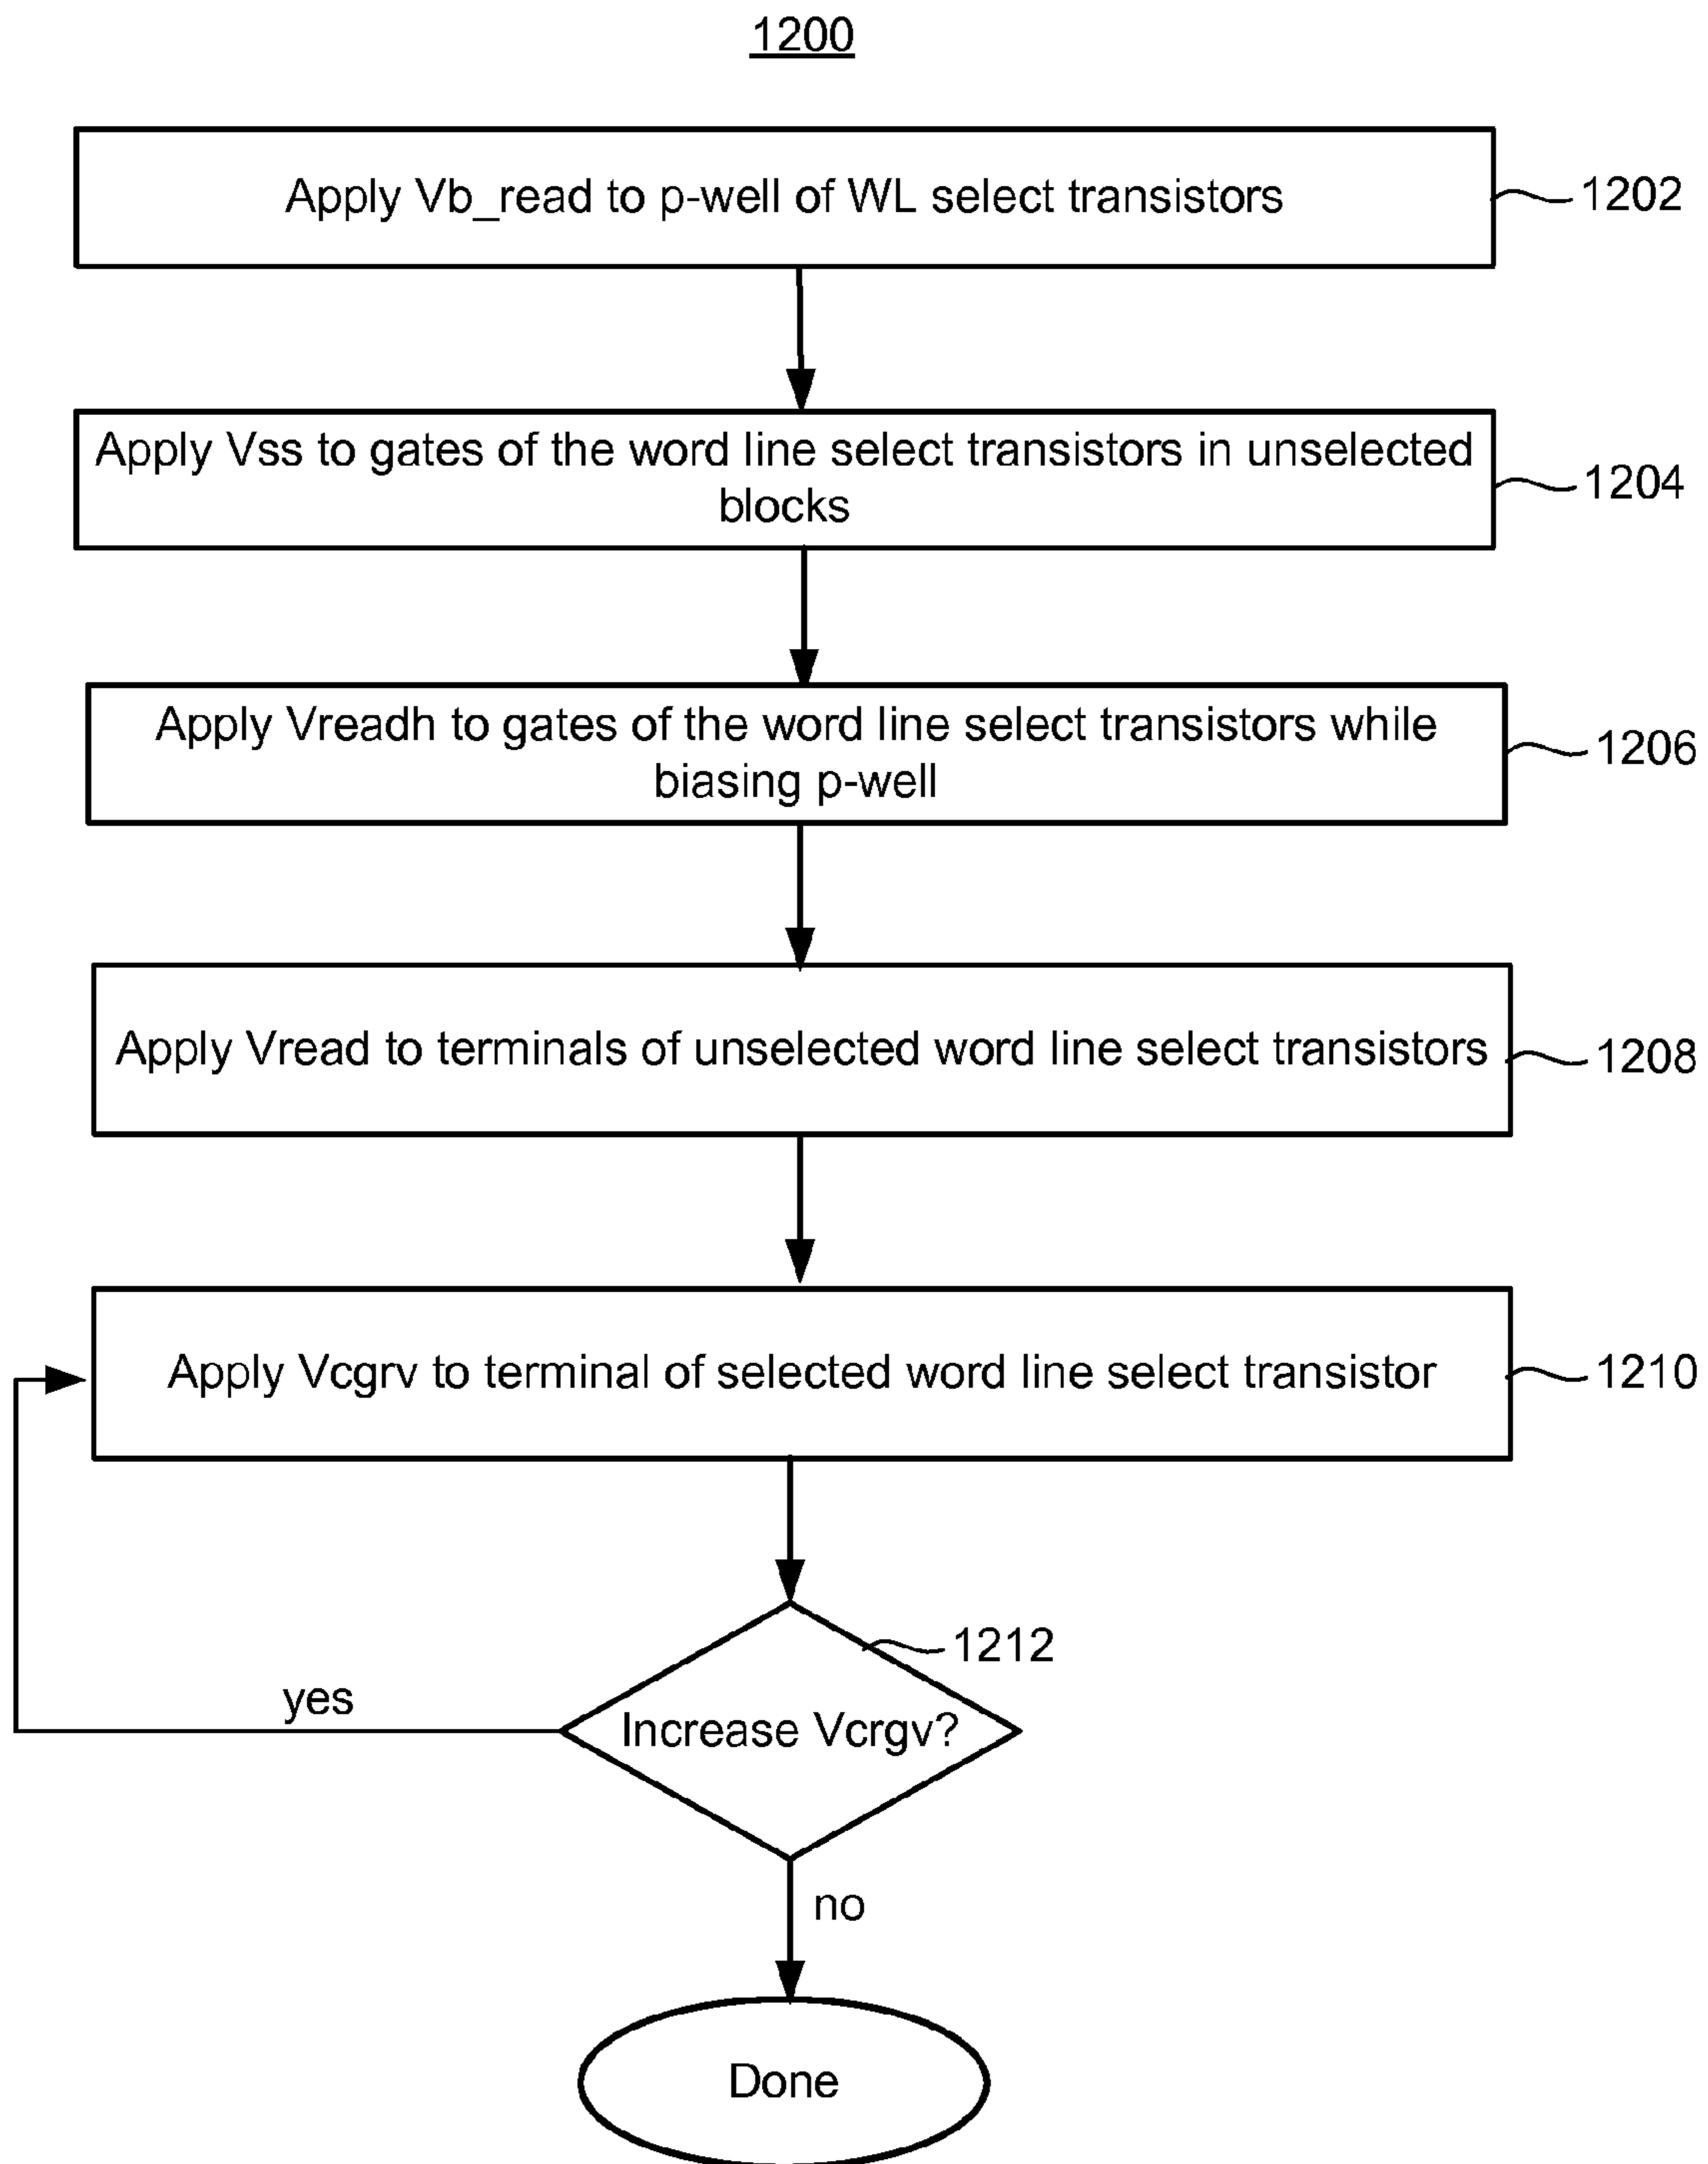 1200
Apply Vb_read to p-well of WL select transistors
1202
Apply Vss to gates of the word line select transistors in unselected
blocks
1204
Apply Vreadh to gates of the word line select transistors while
biasing p-well
1206
Apply Vread to terminals of unselected word line select transistors
1208
Apply Vcgrv to terminal of selected word line select transistor
1210
1212
Increase Vcrgv?
yes
no
Done